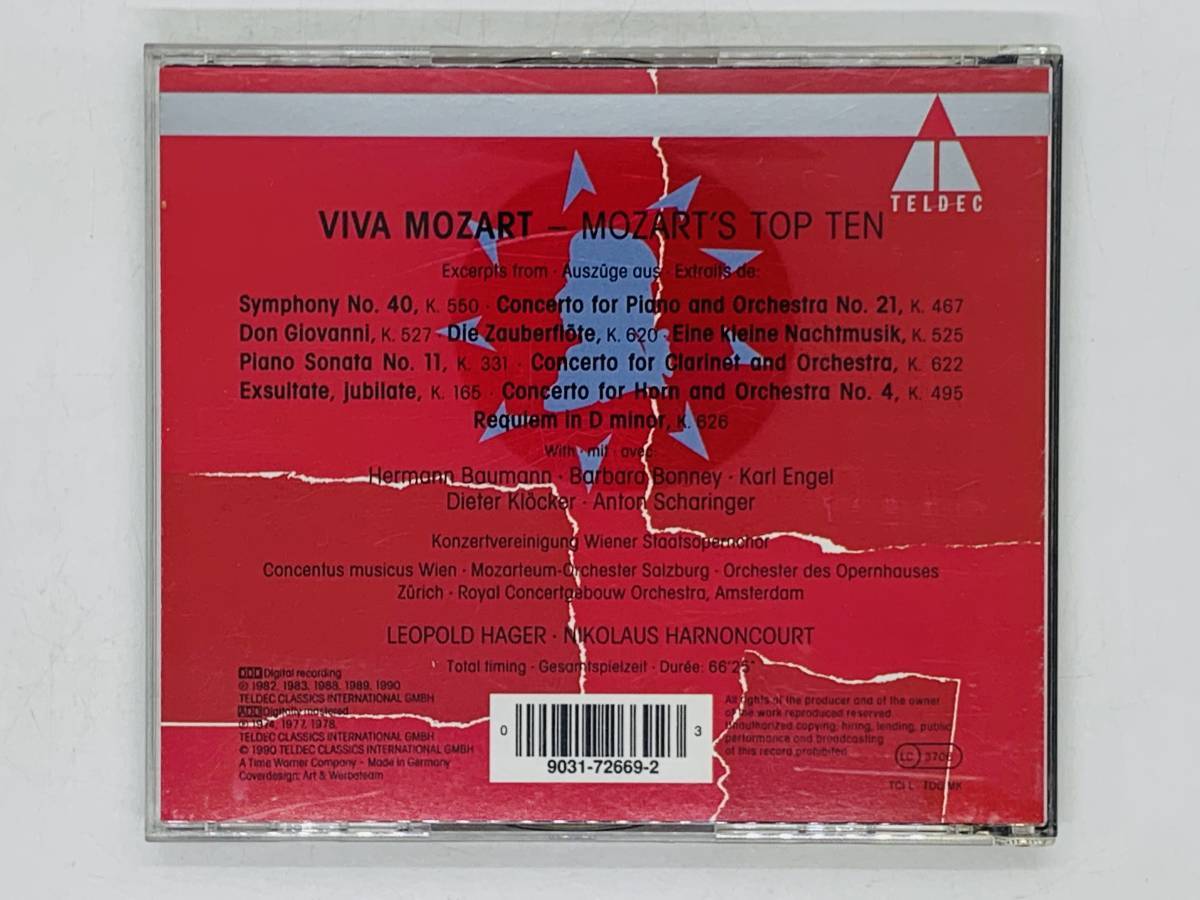 TELDEC
VIVA MOZART – MOZART'S TOP TEN
Excerpts from · Auszüge aus · Extraits de:
Symphony No. 40, K. 550 · Concerto for Piano and Orchestra No. 21, K. 467
Don Giovanni, K. 527 · Die Zauberflöte, K. 620 · Eine kleine Nachtmusik, K. 525
Piano Sonata No. 11, K. 331 · Concerto for Clarinet and Orchestra, K. 622
Exsultate, jubilate, K. 165 · Concerto for Horn and Orchestra No. 4, K. 495
Requiem in D minor, K. 626
With · mit · avec:
Hermann Baumann · Barbara Bonney · Karl Engel
Dieter Klöcker · Anton Scharinger
Konzertvereinigung Wiener Staatsopernchor
Concentus musicus Wien · Mozarteum-Orchester Salzburg · Orchester des Opernhauses
Zürich · Royal Concertgebouw Orchestra, Amsterdam
LEOPOLD HAGER · NIKOLAUS HARNONCOURT
Total timing · Gesamtspielzeit · Durée: 66'25"
DDD Digital recording
℗ 1982, 1983, 1988, 1989, 1990
TELDEC CLASSICS INTERNATIONAL GMBH
ADD Digitally mastered
℗ 1974, 1977, 1978,
TELDEC CLASSICS INTERNATIONAL GMBH
© 1990 TELDEC CLASSICS INTERNATIONAL GMBH
A Time Warner Company - Made in Germany
Coverdesign: Art & Werbeteam
0 3
9031-72669-2
All rights of the producer and of the owner
of the work reproduced reserved.
Unauthorized copying, hiring, lending, public
performance and broadcasting
of this record prohibited.
LC 3706